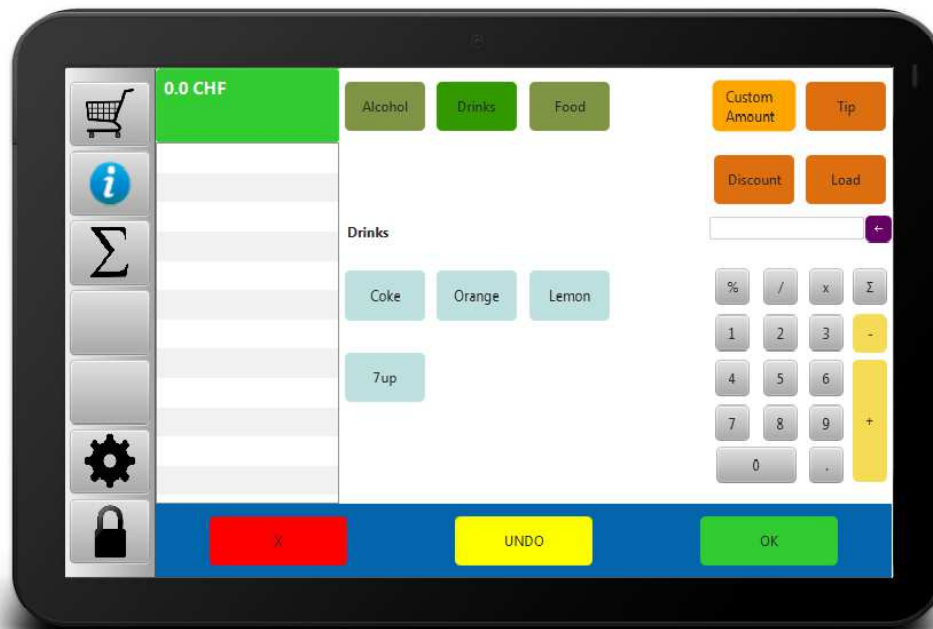 0.0 CHF
Alcohol Drinks Food
Custom Amount
Tip
Discount Load
Drinks
←
Coke Orange Lemon
7up
% / x Σ
1 2 3 -
4 5 6
7 8 9 +
0 .
i
Σ
X UNDO OK